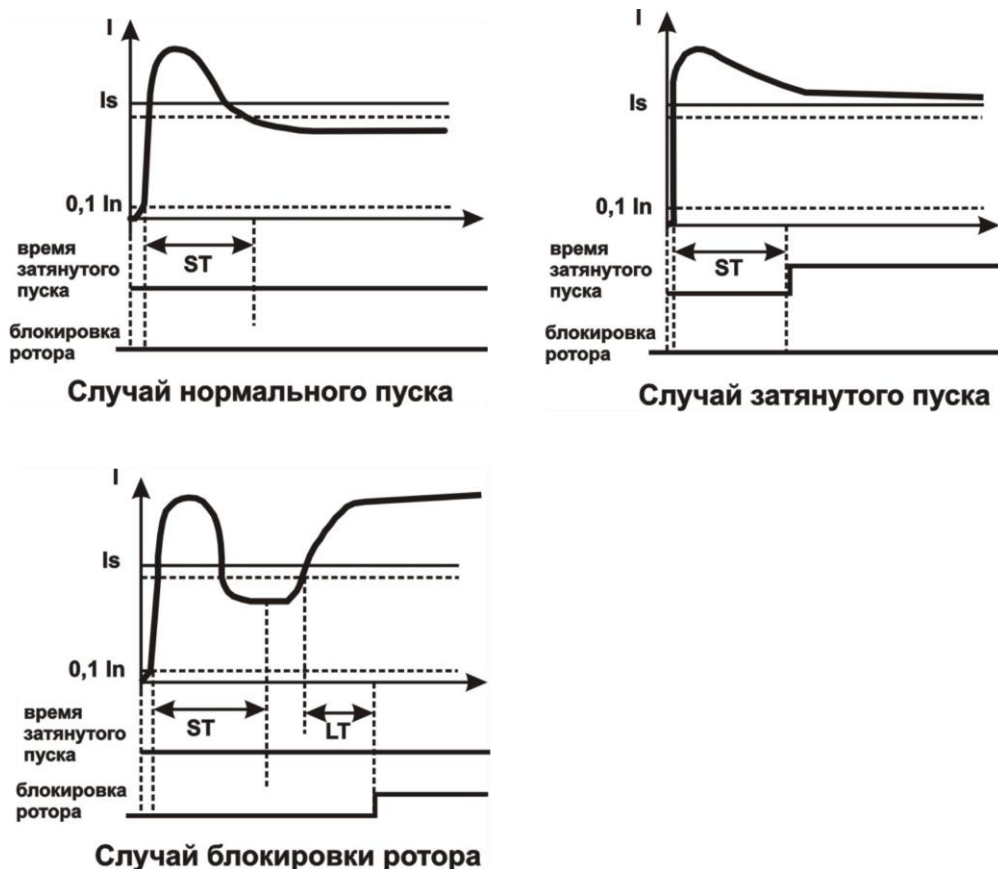 I
Is
0,1 In
время
затянутого
пуска
ST
блокировка
ротора
Случай нормального пуска
I
Is
0,1 In
время
затянутого
пуска
ST
блокировка
ротора
Случай затянутого пуска
I
Is
0,1 In
время
затянутого
пуска
ST
LT
блокировка
ротора
Случай блокировки ротора